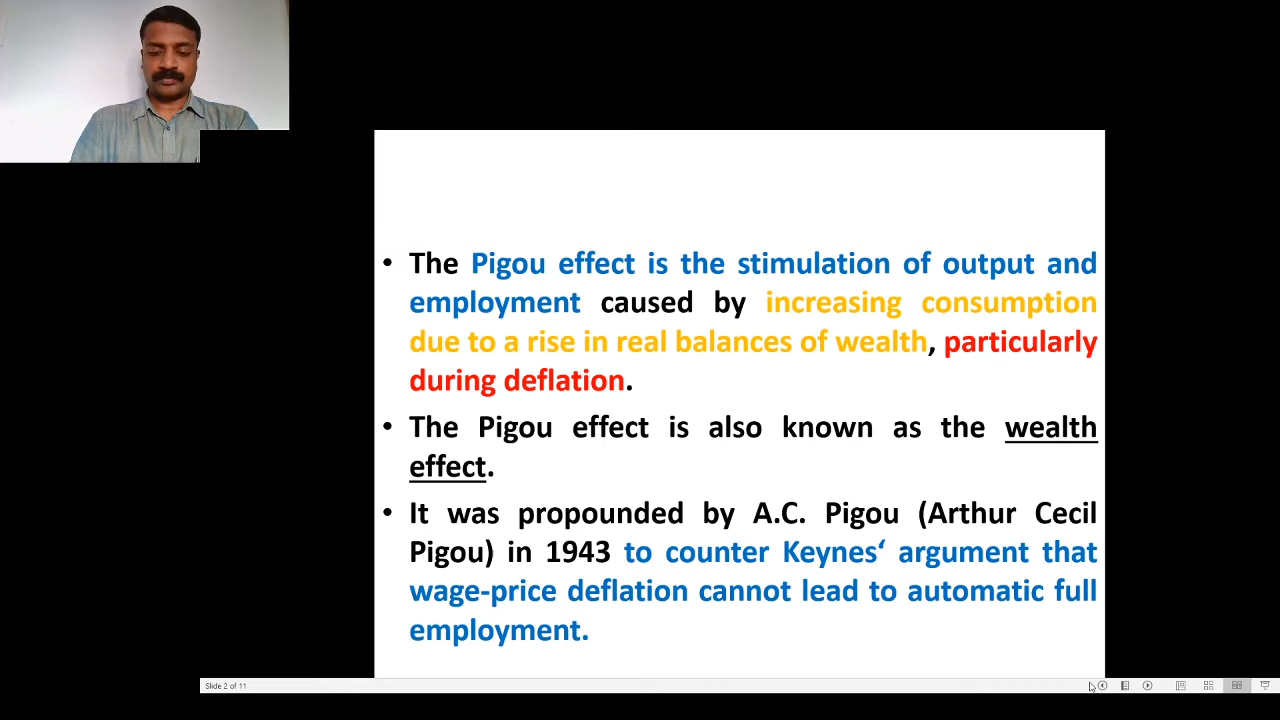 • The Pigou effect is the stimulation of output and
employment caused by increasing consumption
due to a rise in real balances of wealth, particularly
during deflation.
• The Pigou effect is also known as the wealth
effect.
• It was propounded by A.C. Pigou (Arthur Cecil
Pigou) in 1943 to counter Keynes‘ argument that
wage-price deflation cannot lead to automatic full
employment.
Slide 2 of 11